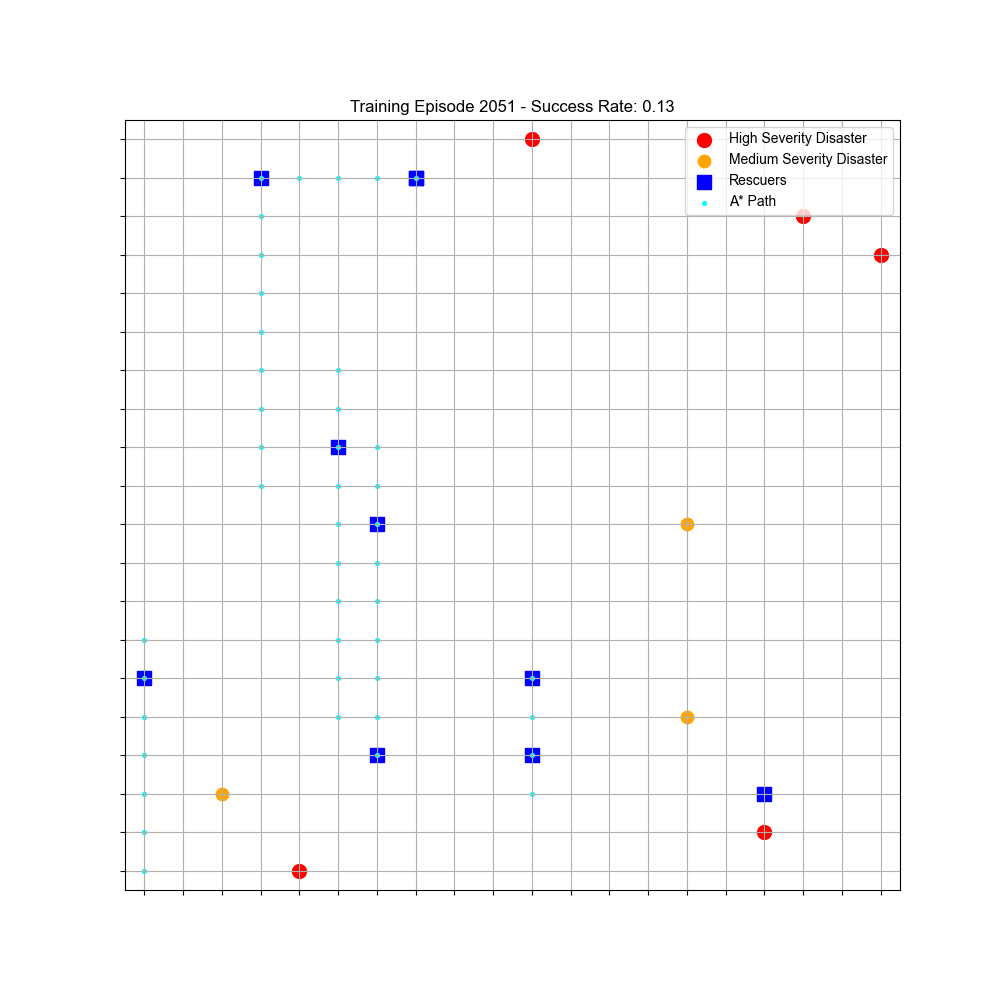 Training Episode 2051 - Success Rate: 0.13
High Severity Disaster
Medium Severity Disaster
Rescuers
A* Path